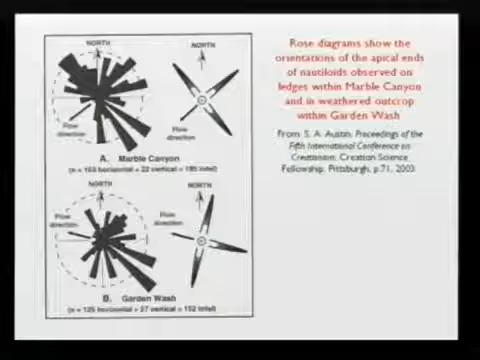 NORTH NORTH
Flow
direction
Flow
direction
A. Marble Canyon
(n = 163 horizontal + 22 vertical = 185 total)
NORTH NORTH
Flow
direction
Flow
direction
B. Garden Wash
(n = 125 horizontal + 27 vertical = 152 total)
Rose diagrams show the
orientations of the apical ends
of nautiloids observed on
ledges within Marble Canyon
and in weathered outcrop
within Garden Wash
From: S. A. Austin, Proceedings of the
Fifth International Conference on
Creationism, Creation Science
Fellowship, Pittsburgh, p.71, 2003